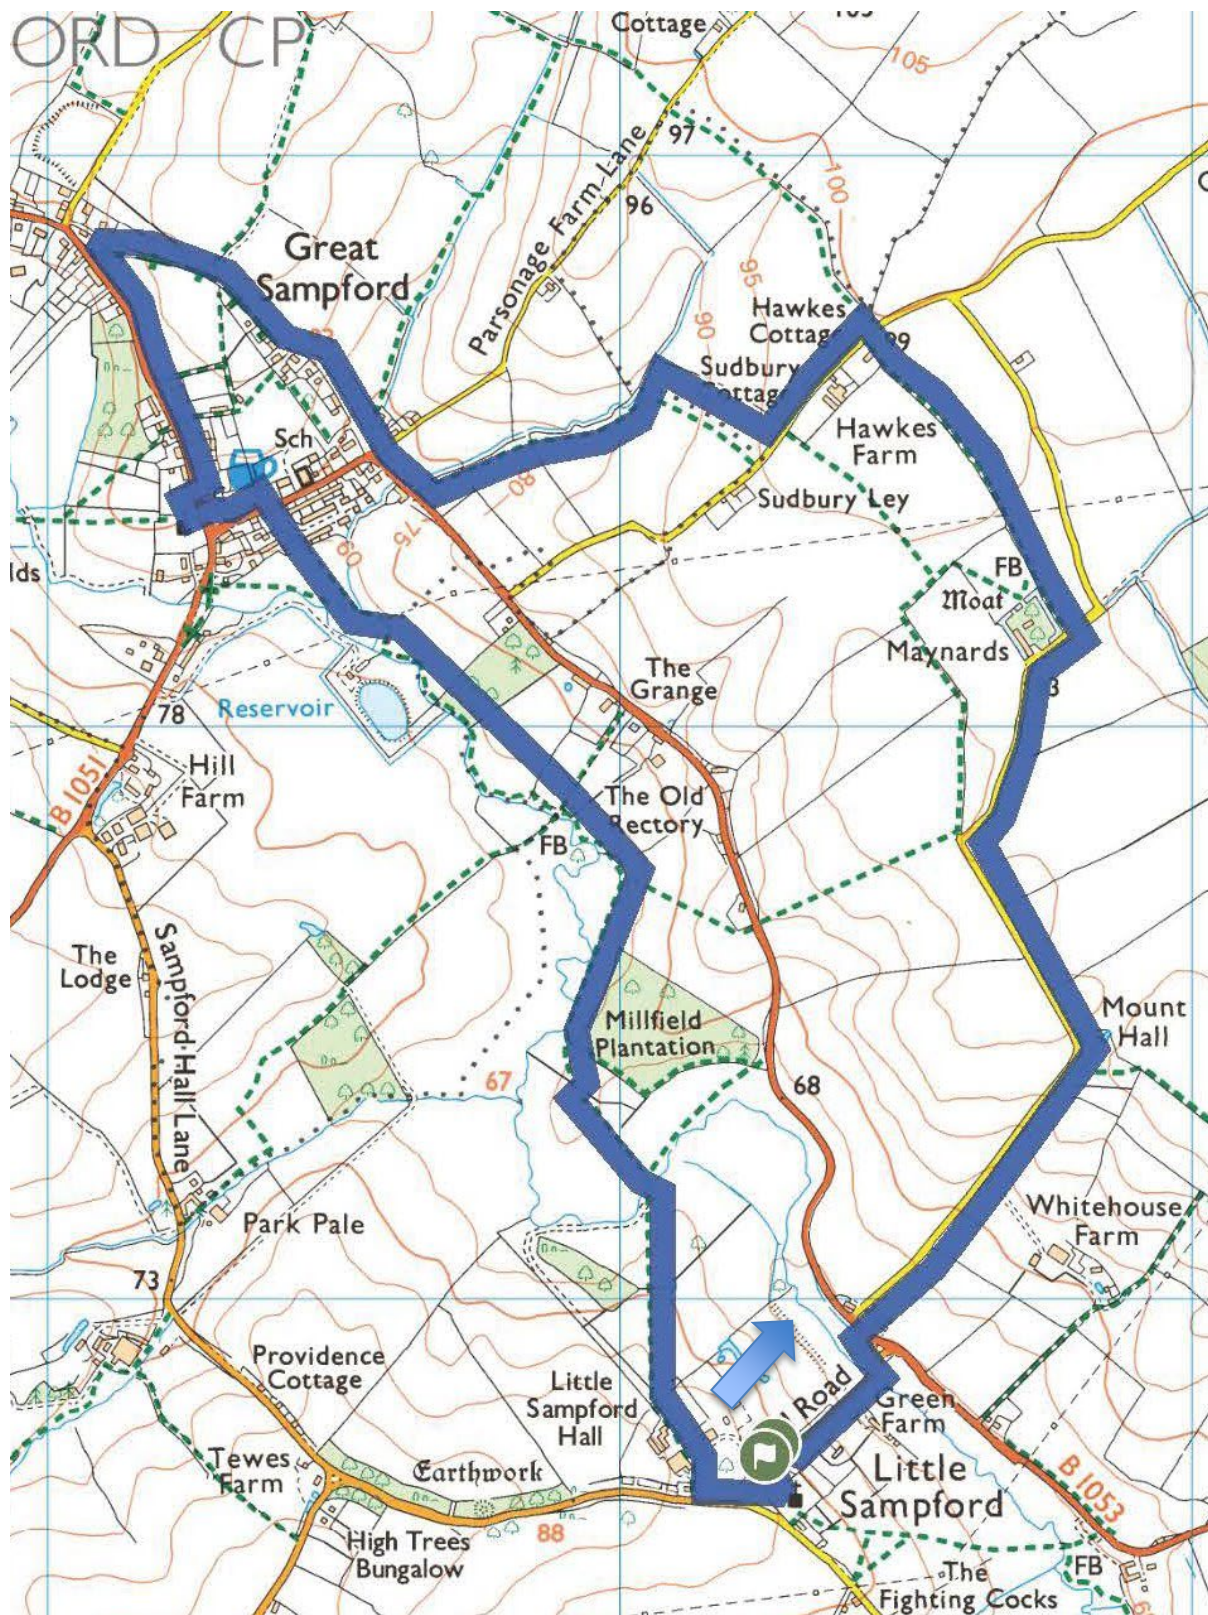 ORD CP
Cottage
105
105
97
Parsonage Farm Lane
96
100
95
90
Great
Sampford
Hawkes
Cottage
99
Sudbury
Cottage
Hawkes
Farm
Sch
80
Sudbury Ley
75
60
lds
FB
Moat
Maynards
The
Grange
Reservoir
78
B 1051
Hill
Farm
The Old
Rectory
FB
The
Lodge
Sampford Hall Lane
Millfield
Plantation
Mount
Hall
67
68
Park Pale
Whitehouse
Farm
73
Providence
Cottage
Little
Sampford
Hall
Road
Green
Farm
Tewes
Farm
Earthwork
Little
Sampford
B 1053
88
High Trees
Bungalow
The
Fighting Cocks
FB